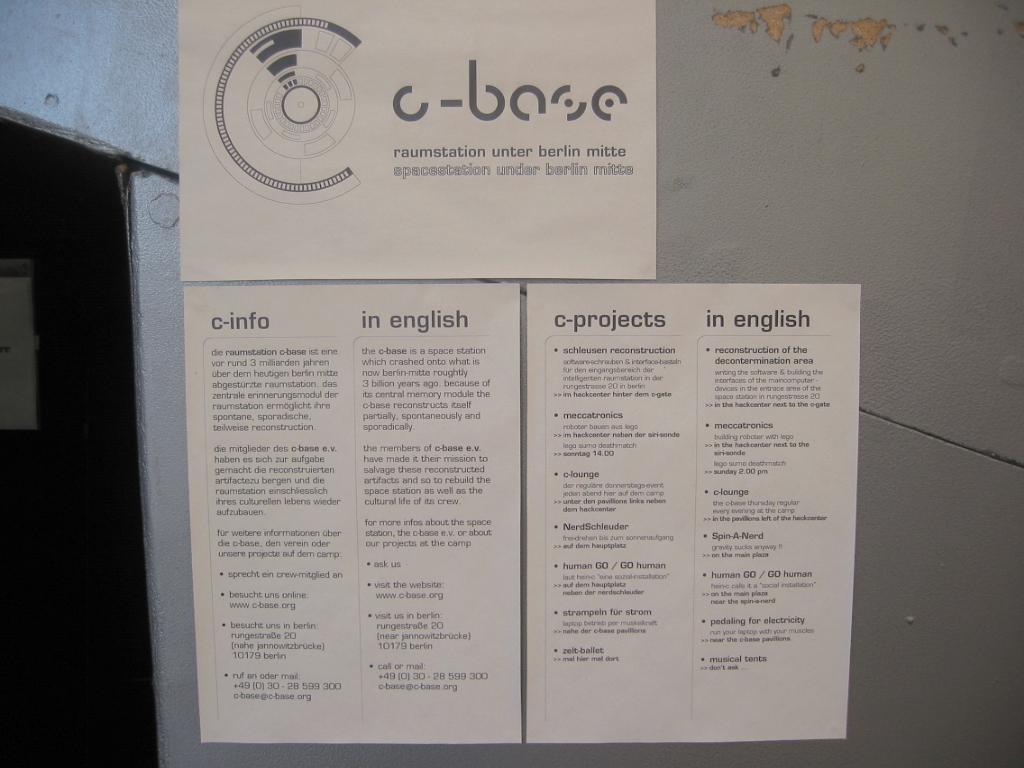 c-base
raumstation unter berlin mitte
spacestation under berlin mitte
c-info
die raumstation c-base ist eine
vor rund 3 milliarden jahren
über dem heutigen berlin mitte
abgestürzte raumstation. das
zentrale erinnerungsmodul der
raumstation ermöglicht ihre
spontane, sporadische,
teilweise reconstruction.
die mitglieder des c-base e.v.
haben es sich zur aufgabe
gemacht die reconstruierten
artifactezu bergen und die
raumstation einschliesslich
ihres culturellen lebens wieder
aufzubauen.
für weitere informationen über
die c-base, den verein oder
unsere projecte auf dem camp:
• sprecht ein crew-mitglied an
• besucht uns online:
www.c-base.org
• besucht uns in berlin:
rungestraße 20
(nahe jannowitzbrücke)
10179 berlin
• ruf an oder mail:
+49 (0) 30 - 28 599 300
c-base@c-base.org
in english
the c-base is a space station
which crashed onto what is
now berlin-mitte roughtly
3 billion years ago. because of
its central memory module the
c-base reconstructs itself
partially, spontaneously and
sporadically.
the members of c-base e.v.
have made it their mission to
salvage these reconstructed
artifacts and so to rebuild the
space station as well as the
cultural life of its crew.
for more infos about the space
station, the c-base e.v. or about
our projects at the camp
• ask us
• visit the website:
www.c-base.org
• visit us in berlin:
rungestraße 20
(near jannowitzbrücke)
10179 berlin
• call or mail:
+49 (0) 30 - 28 599 300
c-base@c-base.org
c-projects
• schleusen reconstruction
software-schrauben & interface-basteln
für den eingangsbereich der
intelligenten raumstation in der
rungestrasse 20 in berlin
>> im hackcenter hinter dem c-gate
• meccatronics
roboter bauen aus lego
>> im hackcenter neben der siri-sonde
lego sumo deathmatch
>> sonntag 14.00
• c-lounge
der reguläre donnerstags-event
jeden abend hier auf dem camp
>> unter den pavillons links neben
dem hackcenter
• NerdSchleuder
frei-drehen bis zum sonnenaufgang
>> auf dem hauptplatz
• human GO / GO human
laut hein-c "eine sozial-installation"
>> auf dem hauptplatz
neben der nerdschleuder
• strampeln für strom
laptop betrieb per muskelkraft
>> nahe der c-base pavillions
• zelt-ballet
>> mal hier mal dort
in english
• reconstruction of the
decontermination area
writing the software & building the
interfaces of the maincomputer-
devices in the entrace area of the
space station in rungestrasse 20
>> in the hackcenter next to the c-gate
• meccatronics
building roboter with lego
>> in the hackcenter next to the
siri-sonde
lego sumo deathmatch
>> sunday 2.00 pm
• c-lounge
the c-base thursday regular
every evening at the camp
>> in the pavillions left of the hackcenter
• Spin-A-Nerd
gravity sucks anyway !!
>> on the main plaza
• human GO / GO human
hein-c calls it a "social installation"
>> on the main plaza
near the spin-a-nerd
• pedaling for electricity
run your laptop with your muscles
>> near the c-base pavillions
• musical tents
>> don't ask ...